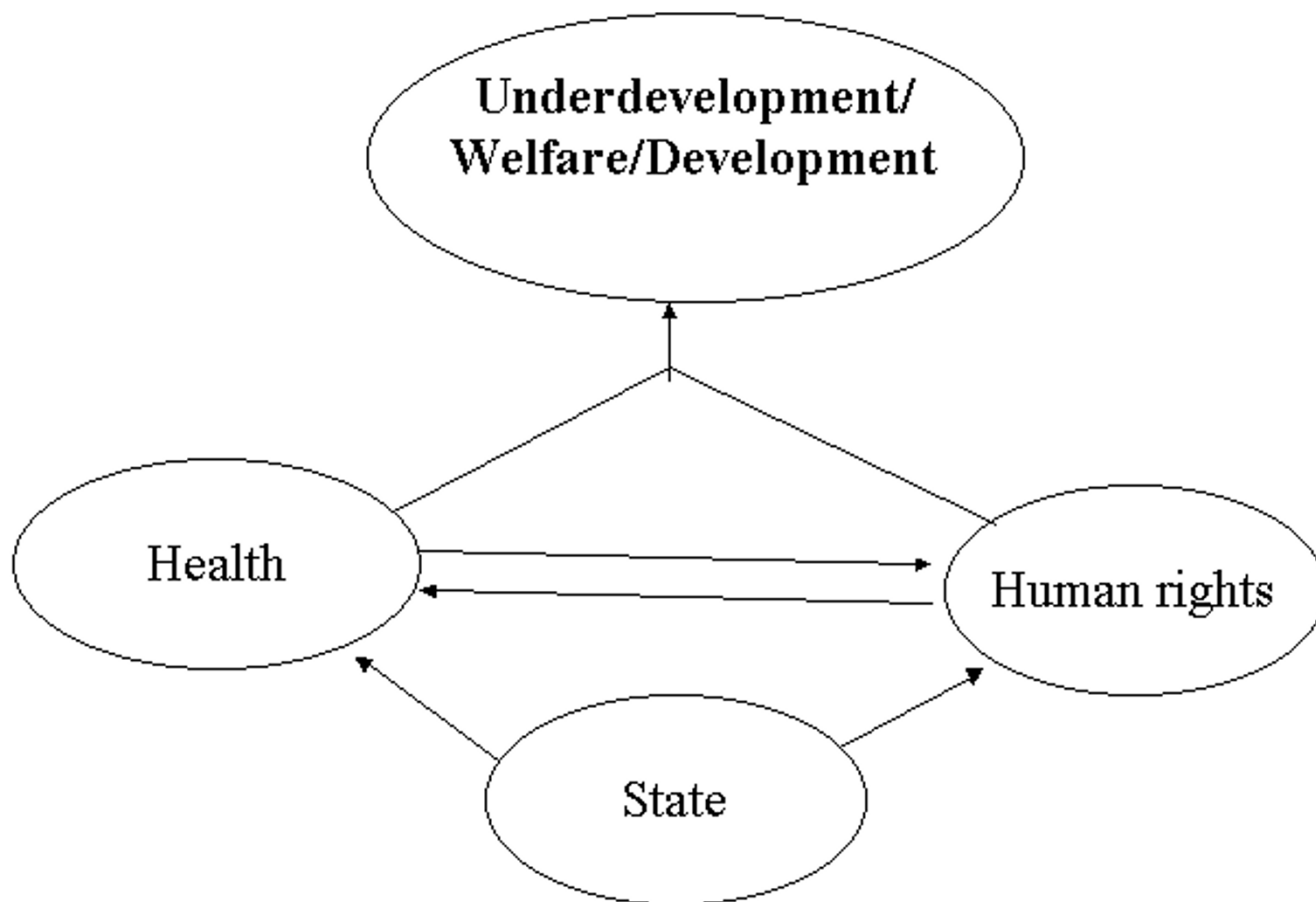 Underdevelopment/
Welfare/Development
Health
Human rights
State